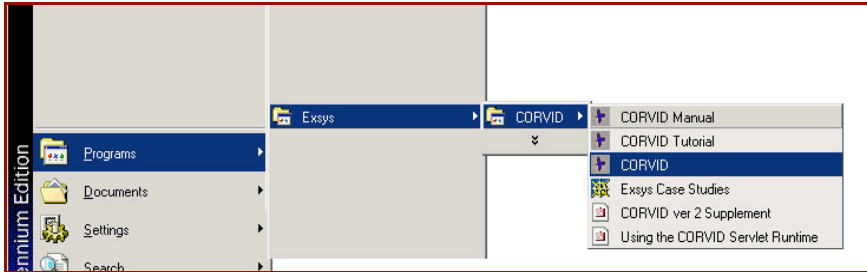 Exsys
CORVID
CORVID Manual
CORVID Tutorial
CORVID
Exsys Case Studies
CORVID ver 2 Supplement
Using the CORVID Servlet Runtime
Programs
Documents
Settings
Search
nnium Edition